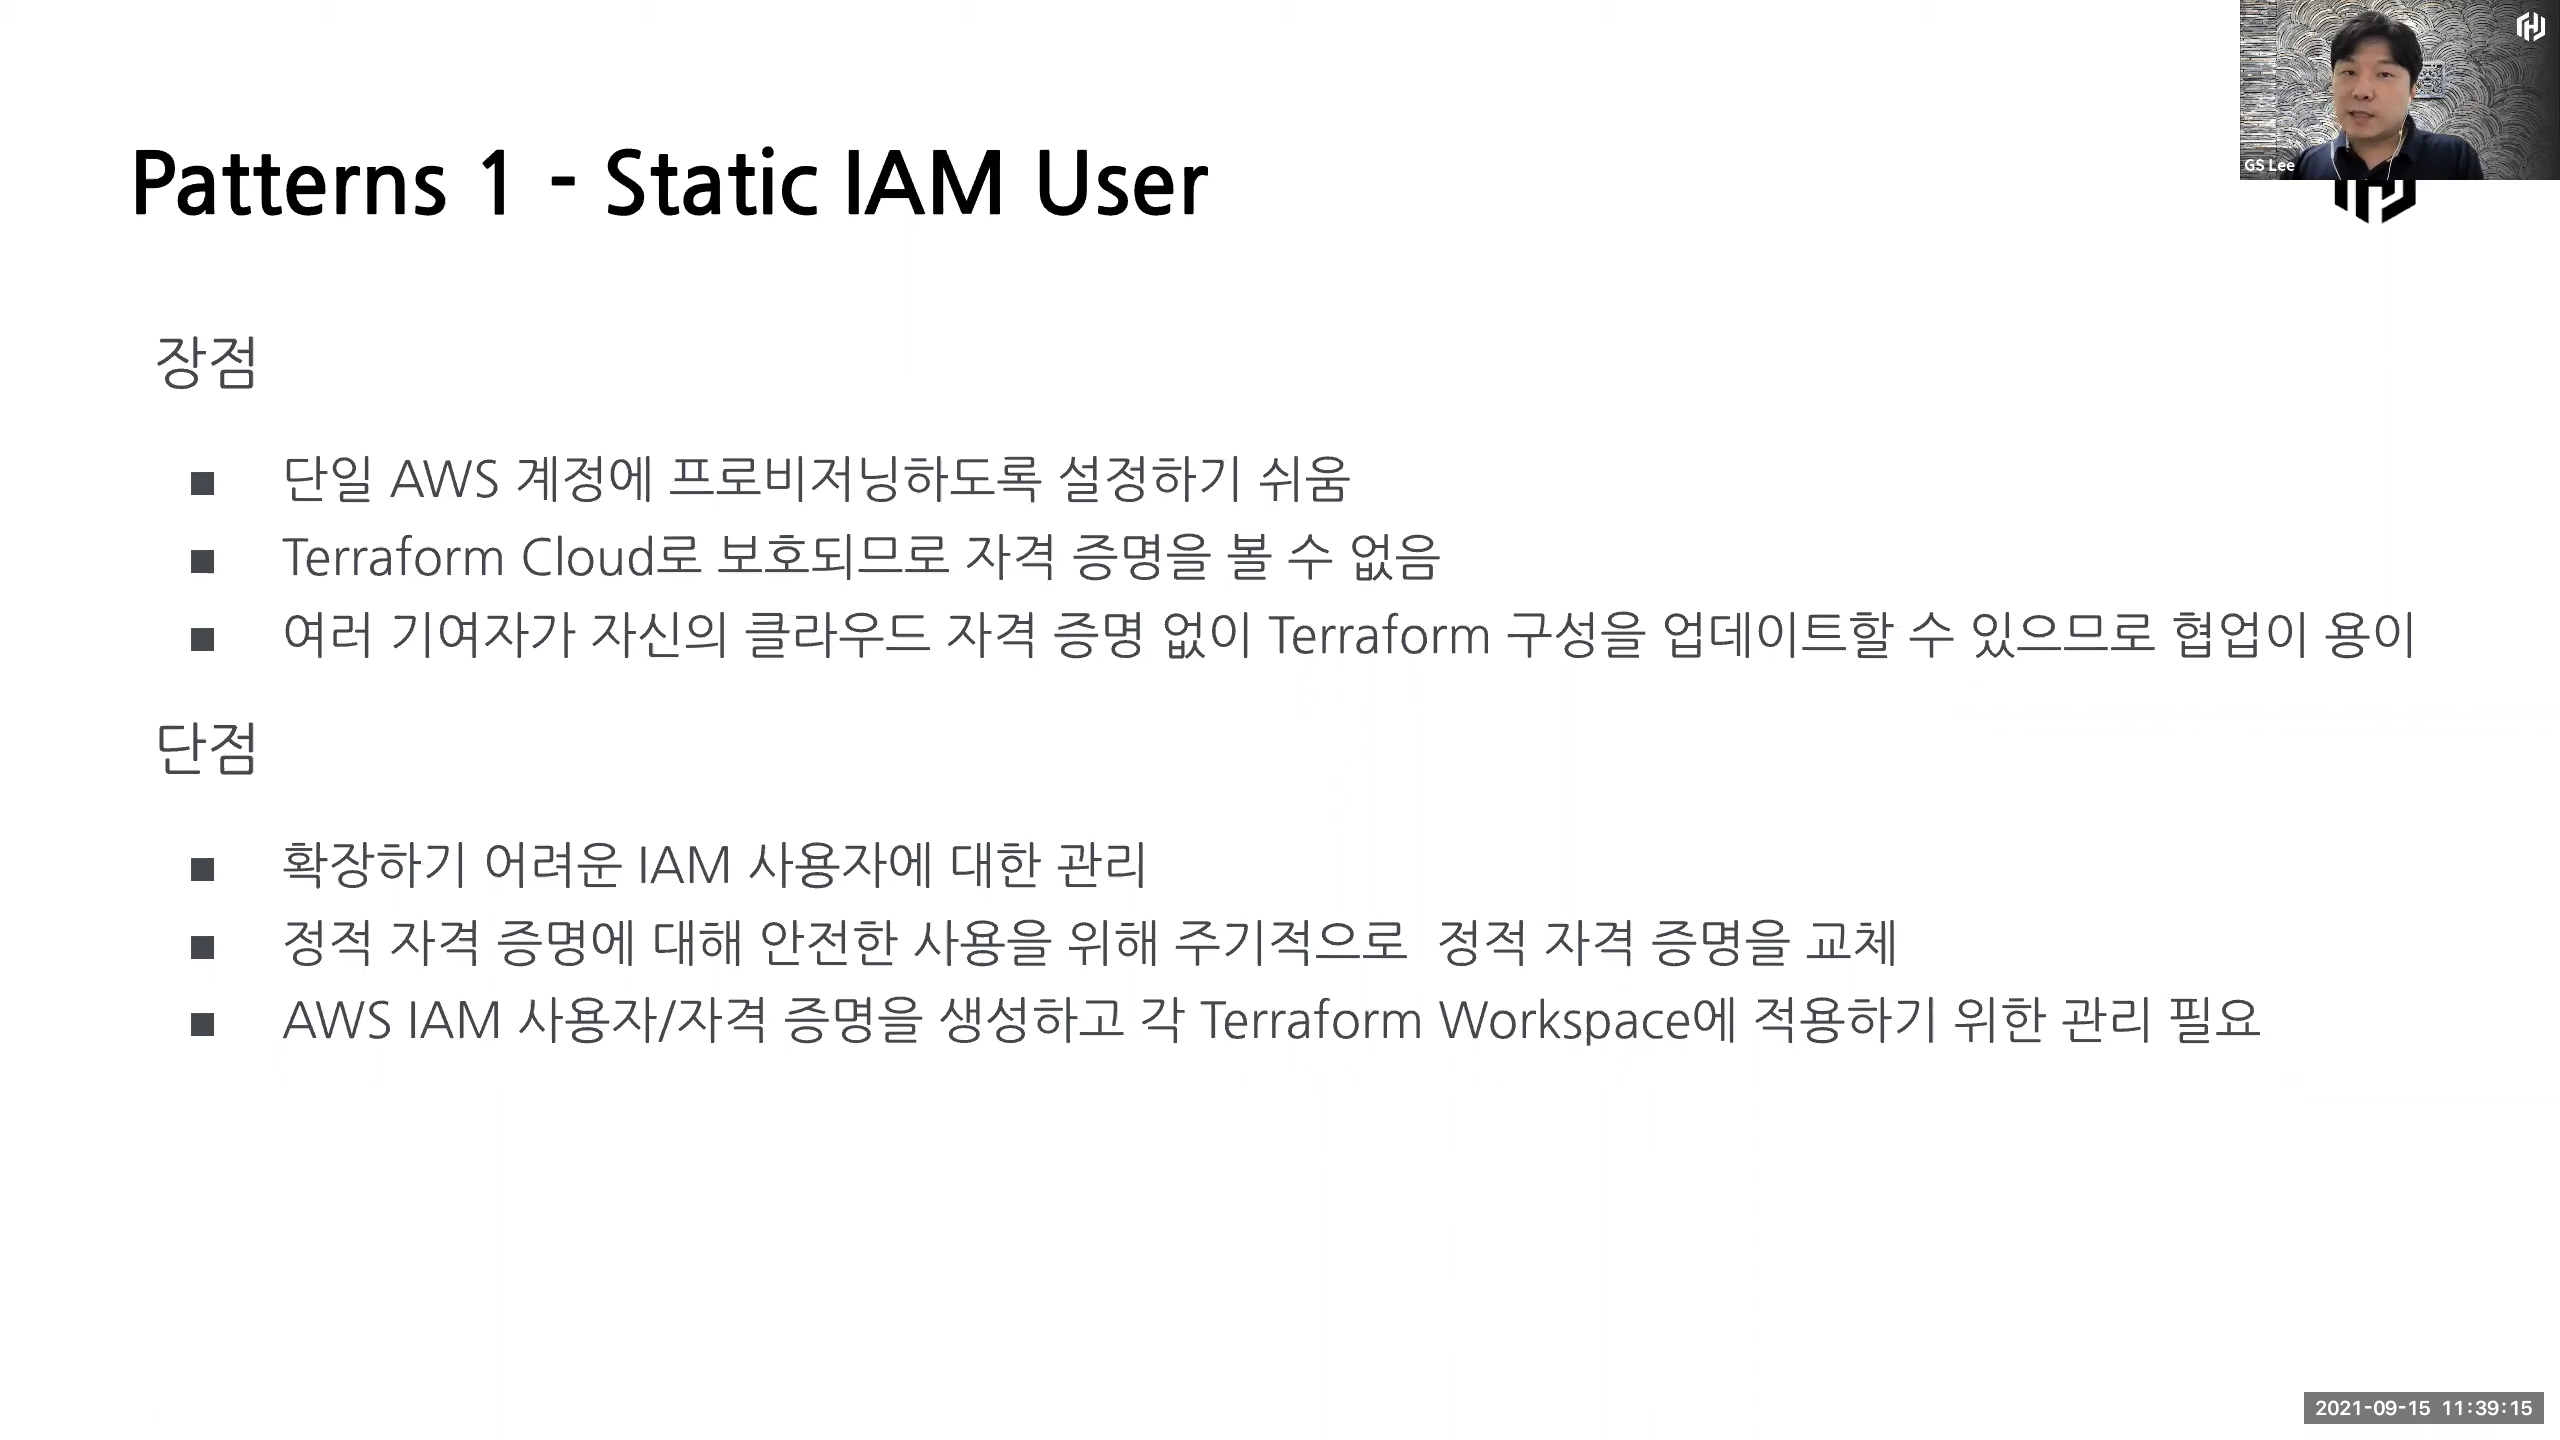 GS Lee
Patterns 1 - Static IAM User
장점
단일 AWS 계정에 프로비저닝하도록 설정하기 쉬움
Terraform Cloud로 보호되므로 자격 증명을 볼 수 없음
여러 기여자가 자신의 클라우드 자격 증명 없이 Terraform 구성을 업데이트할 수 있으므로 협업이 용이
단점
확장하기 어려운 IAM 사용자에 대한 관리
정적 자격 증명에 대해 안전한 사용을 위해 주기적으로 정적 자격 증명을 교체
AWS IAM 사용자/자격 증명을 생성하고 각 Terraform Workspace에 적용하기 위한 관리 필요
2021-09-15 11:39:15